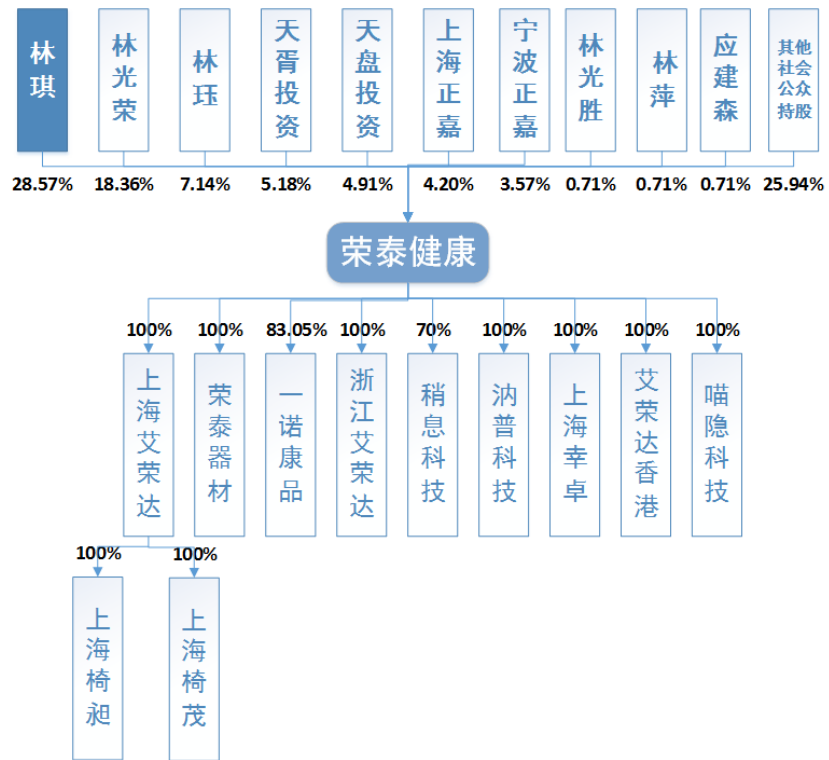 林琪
林光荣
林珏
天胥投资
天盘投资
上海正嘉
宁波正嘉
林光胜
林萍
应建森
其他社会公众持股
28.57%
18.36%
7.14%
5.18%
4.91%
4.20%
3.57%
0.71%
0.71%
0.71%
25.94%
荣泰健康
100%
100%
83.05%
100%
70%
100%
100%
100%
100%
上海艾荣达
荣泰器材
一诺康品
浙江艾荣达
稍息科技
汭普科技
上海幸卓
艾荣达香港
喵隐科技
100%
100%
上海椅昶
上海椅茂